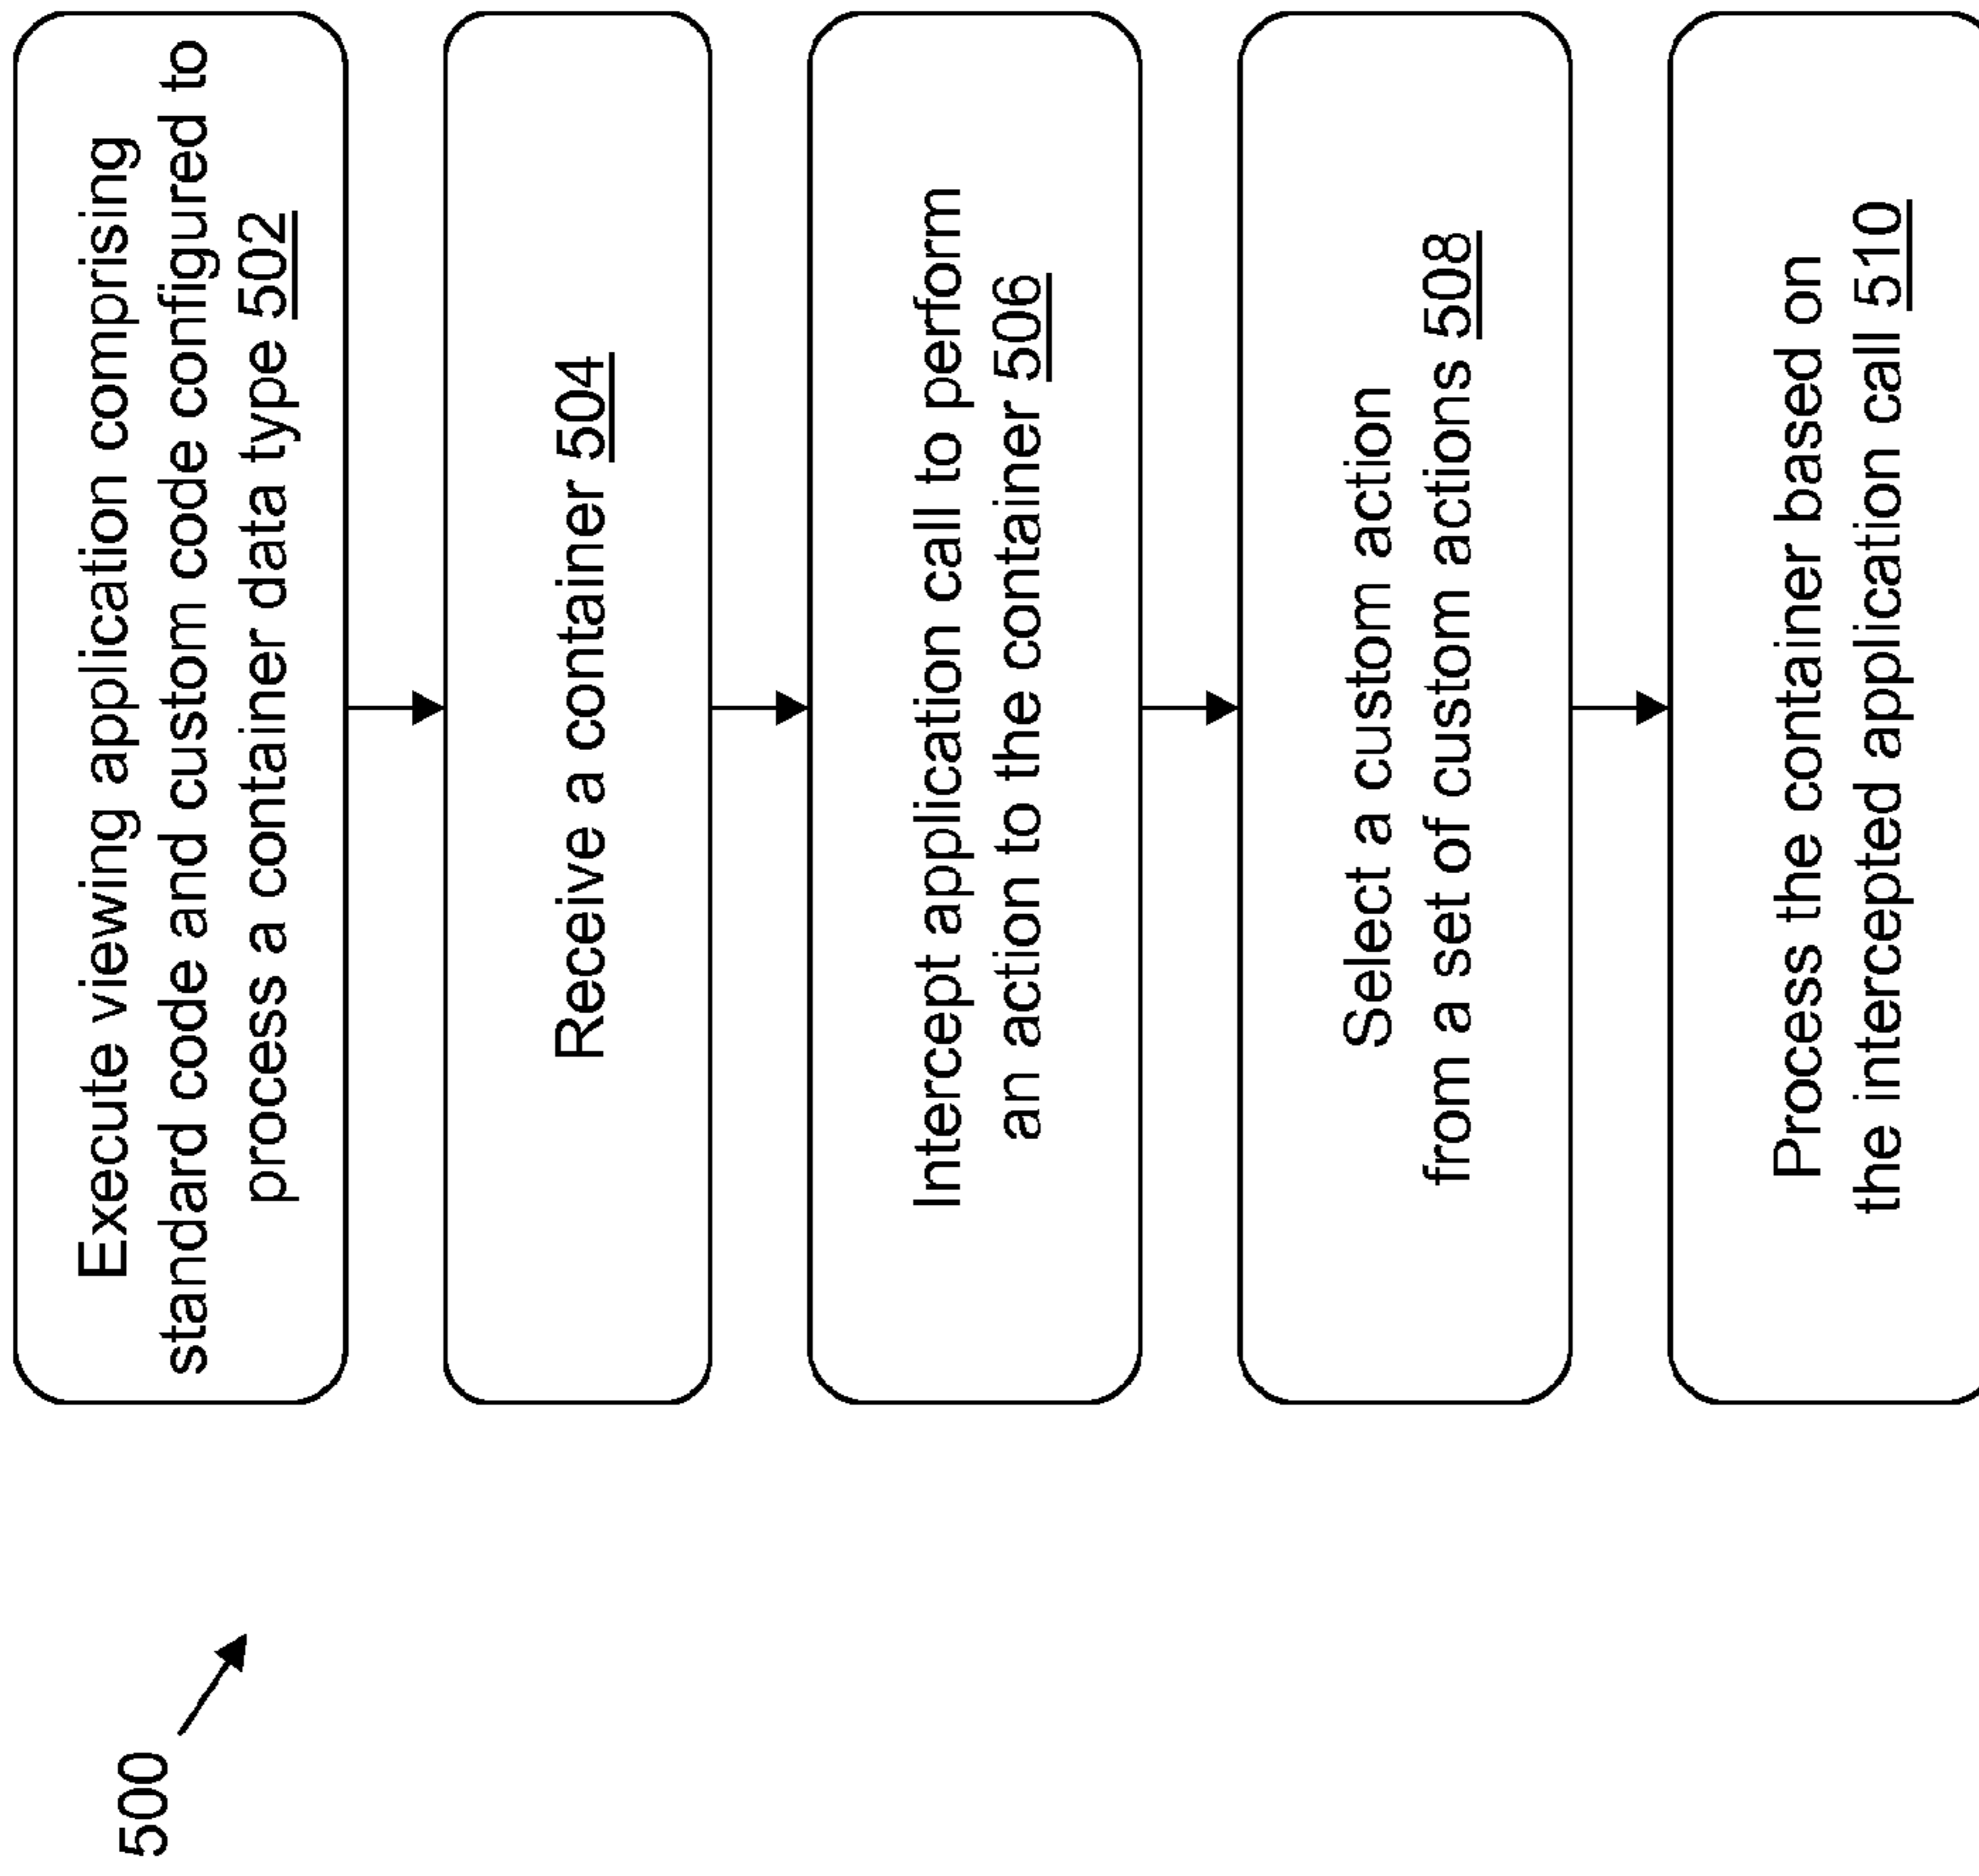 500
Execute viewing application comprising
standard code and custom code configured to
process a container data type 502
Receive a container 504
Intercept application call to perform
an action to the container 506
Select a custom action
from a set of custom actions 508
Process the container based on
the intercepted application call 510